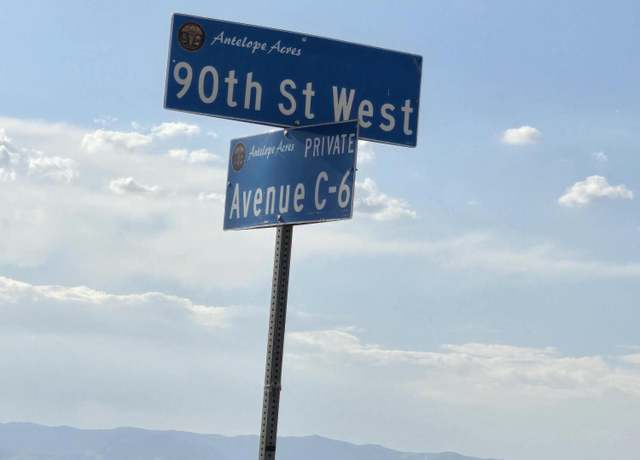 Antelope Acres
90th St West
Antelope Acres PRIVATE
Avenue C-6